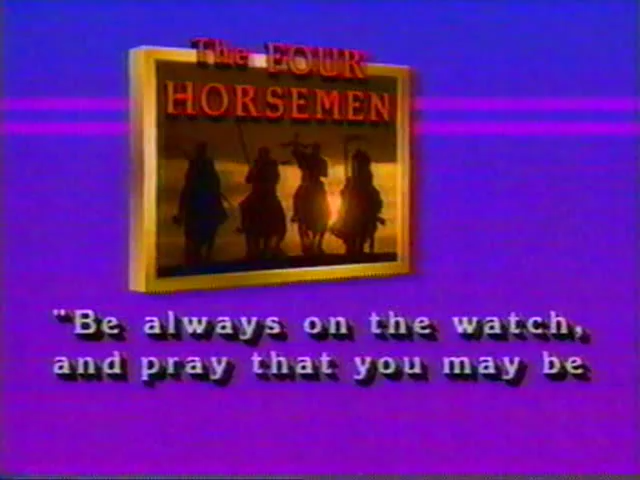 The FOUR
HORSEMEN
"Be always on the watch,
and pray that you may be